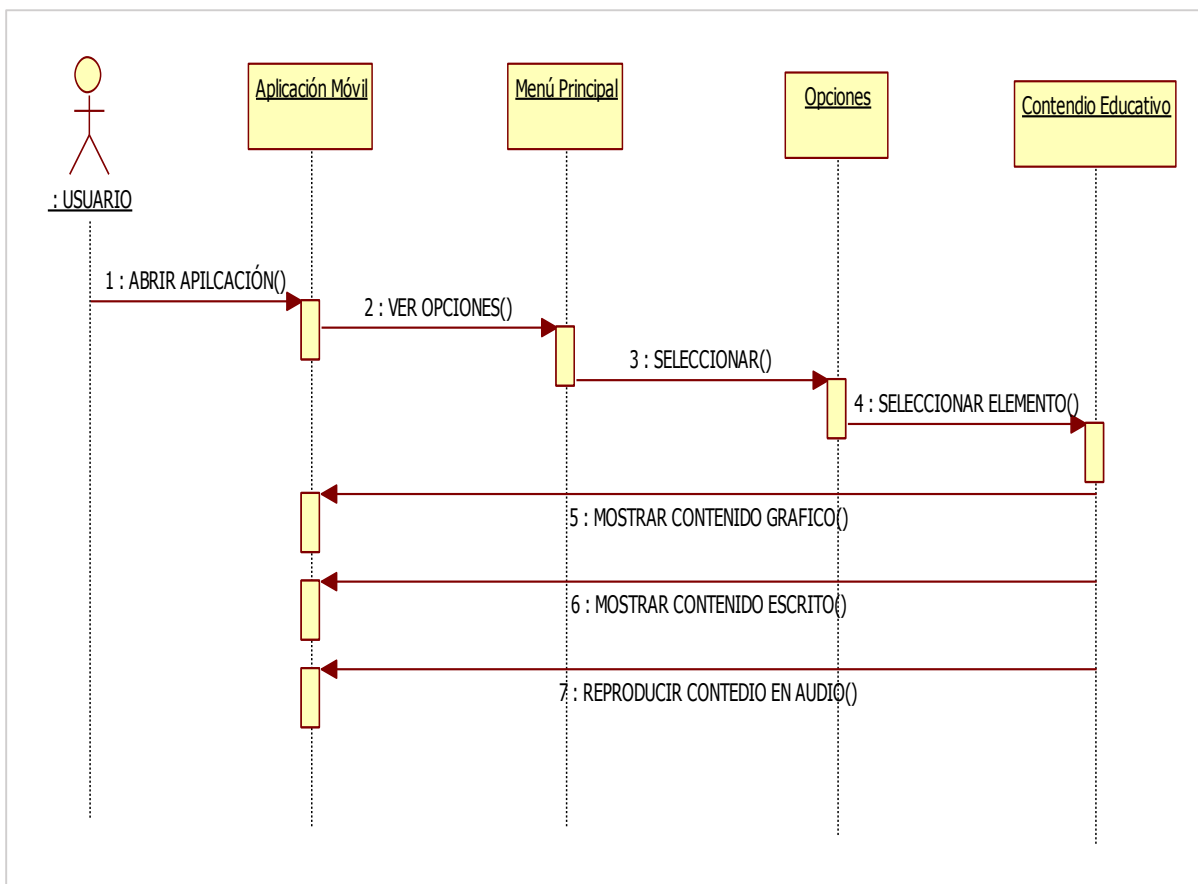 Aplicación Móvil
Menú Principal
Opciones
Contendio Educativo
: USUARIO
1 : ABRIR APILCACIÓN()
2 : VER OPCIONES()
3 : SELECCIONAR()
4 : SELECCIONAR ELEMENTO()
5 : MOSTRAR CONTENIDO GRAFICO()
6 : MOSTRAR CONTENIDO ESCRITO()
7 : REPRODUCIR CONTEDIO EN AUDIO()